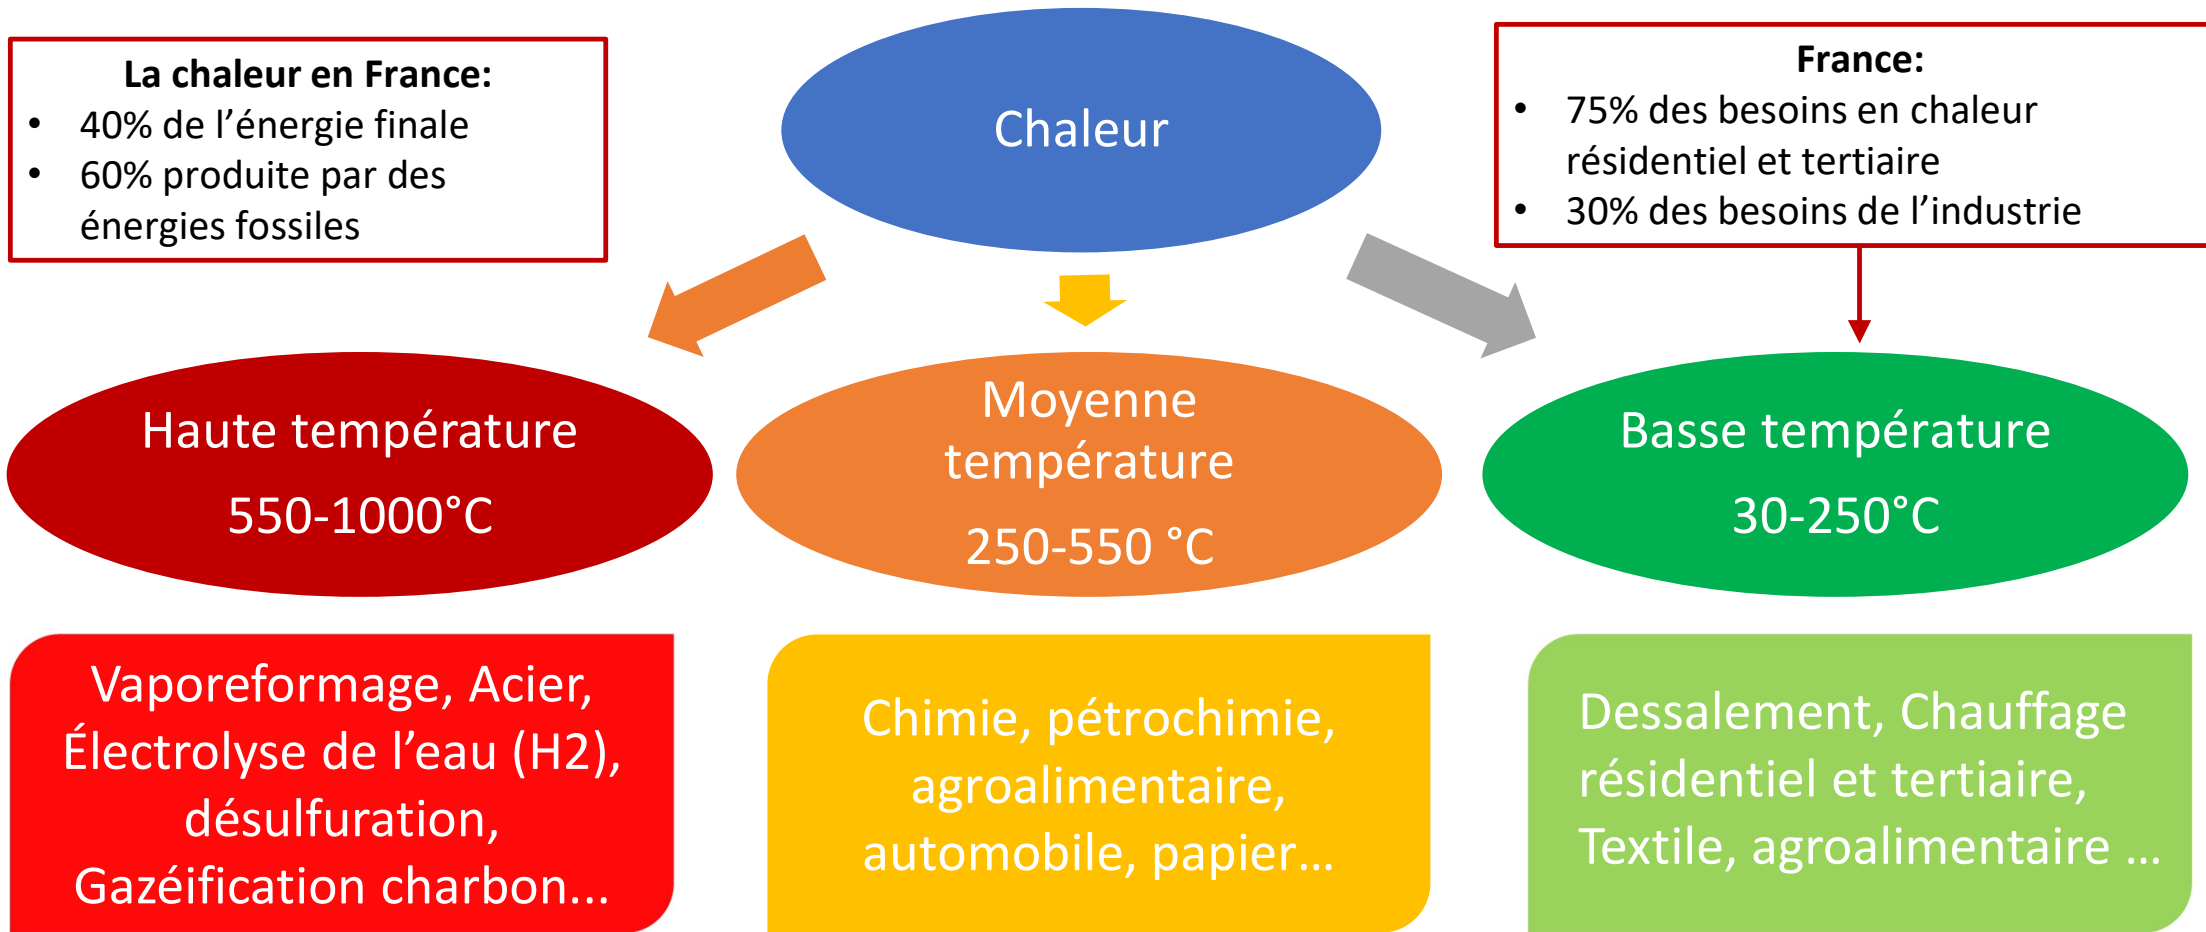 La chaleur en France:
• 40% de l'énergie finale
• 60% produite par des
énergies fossiles
Chaleur
France:
• 75% des besoins en chaleur
résidentiel et tertiaire
• 30% des besoins de l'industrie
Haute température
550-1000°C
Moyenne
température
250-550 °C
Basse température
30-250°C
Vaporeformage, Acier,
Électrolyse de l'eau (H2),
désulfuration,
Gazéification charbon...
Chimie, pétrochimie,
agroalimentaire,
automobile, papier...
Dessalement, Chauffage
résidentiel et tertiaire,
Textile, agroalimentaire ...